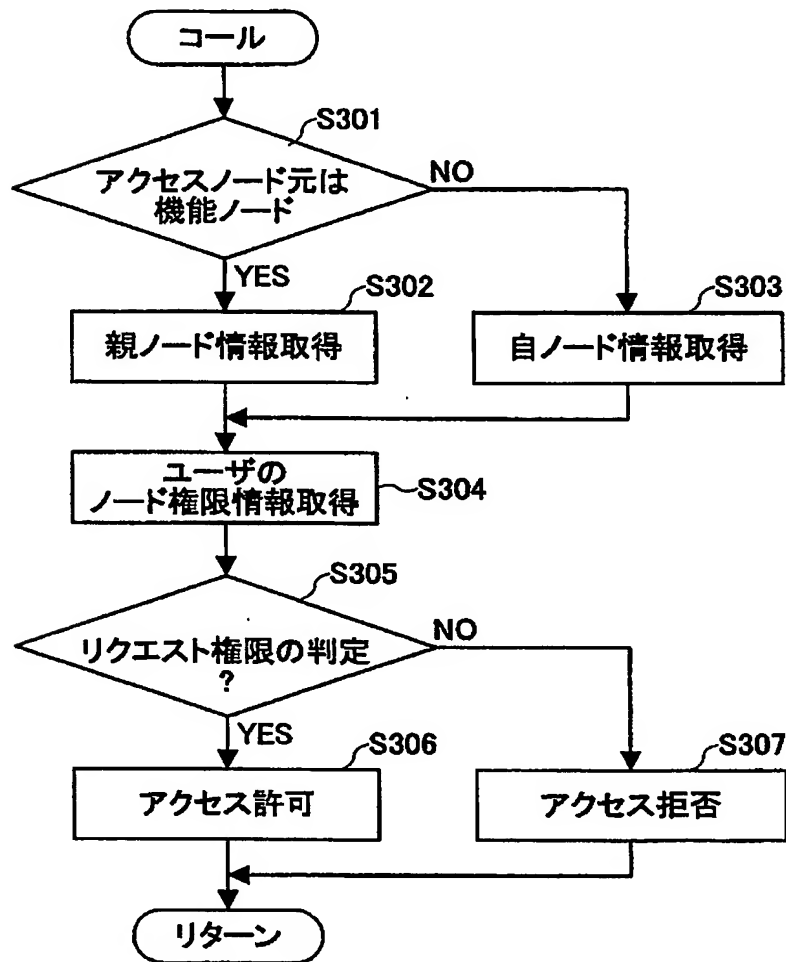 コール
S301
アクセスノード元は
機能ノード
NO
YES
S302
親ノード情報取得
S303
自ノード情報取得
ユーザの
ノード権限情報取得
S304
S305
リクエスト権限の判定
?
NO
YES
S306
アクセス許可
S307
アクセス拒否
リターン